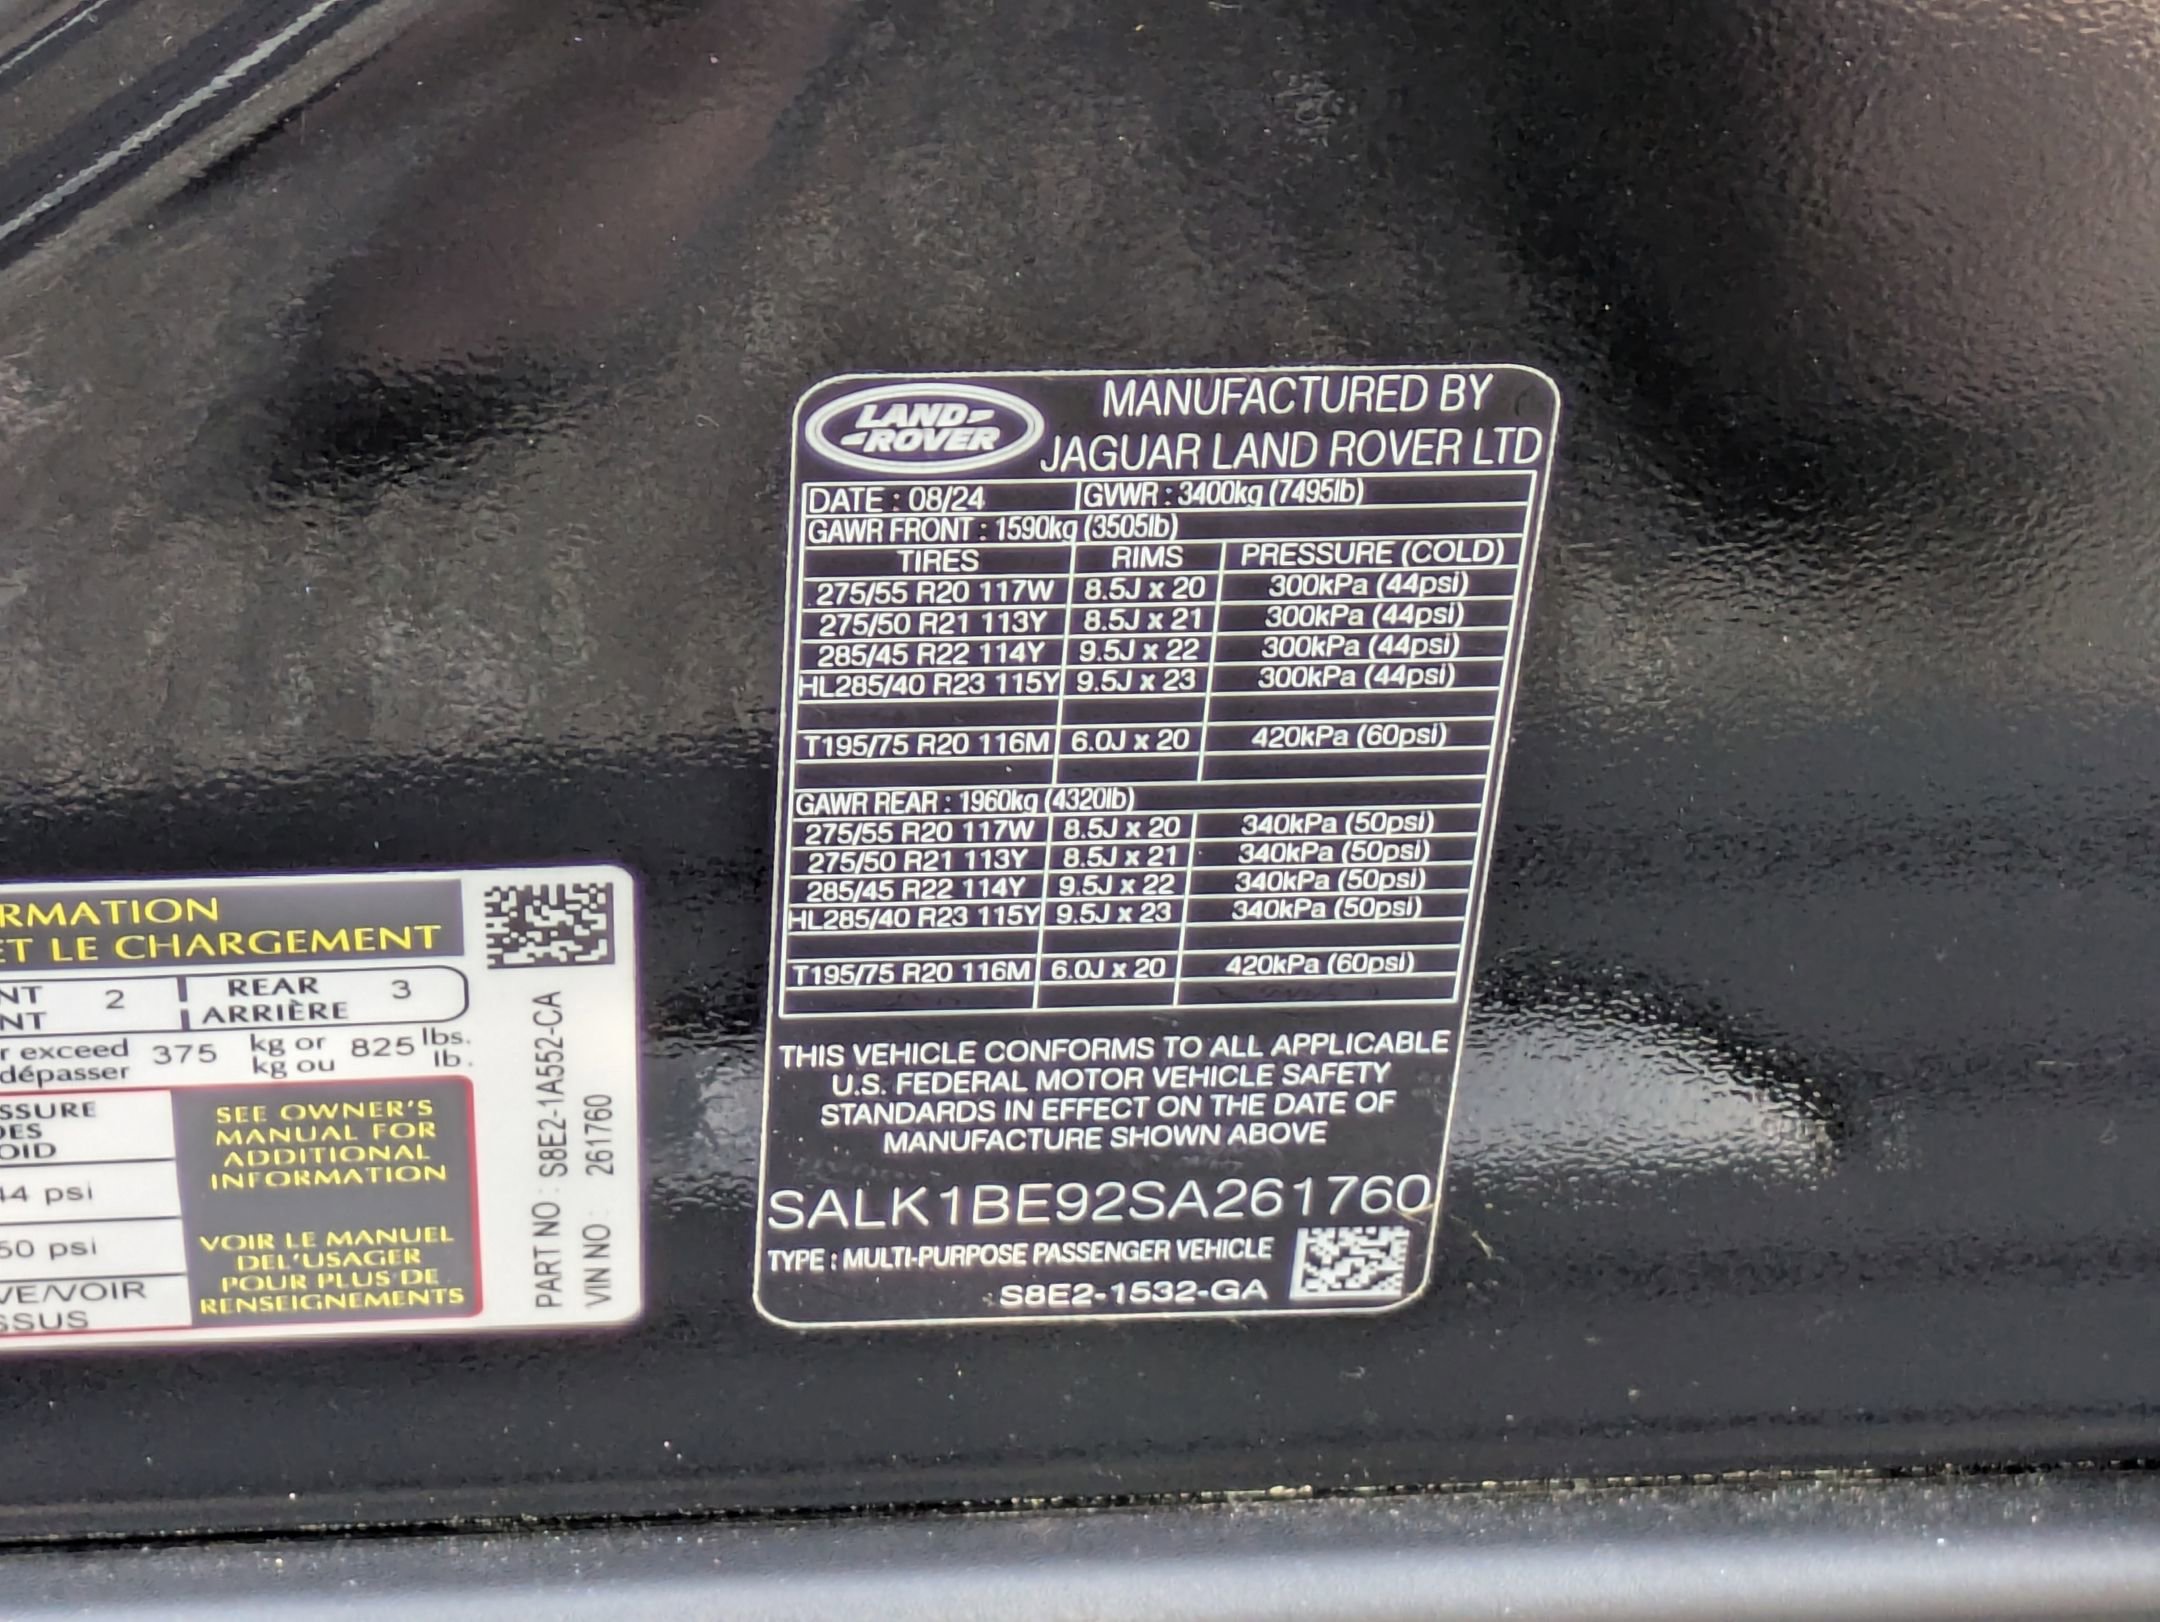 LAND
ROVER
MANUFACTURED BY
JAGUAR LAND ROVER LTD
DATE : 08/24 GVWR : 3400kg (7495lb)
GAWR FRONT : 1590kg (3505lb)
TIRES RIMS PRESSURE (COLD)
275/55 R20 117W 8.5J x 20 300kPa (44psi)
275/50 R21 113Y 8.5J x 21 300kPa (44psi)
285/45 R22 114Y 9.5J x 22 300kPa (44psi)
HL285/40 R23 115Y 9.5J x 23 300kPa (44psi)
T195/75 R20 116M 6.0J x 20 420kPa (60psi)
GAWR REAR : 1960kg (4320lb)
275/55 R20 117W 8.5J x 20 340kPa (50psi)
275/50 R21 113Y 8.5J x 21 340kPa (50psi)
285/45 R22 114Y 9.5J x 22 340kPa (50psi)
HL285/40 R23 115Y 9.5J x 23 340kPa (50psi)
T195/75 R20 116M 6.0J x 20 420kPa (60psi)
THIS VEHICLE CONFORMS TO ALL APPLICABLE
U.S. FEDERAL MOTOR VEHICLE SAFETY
STANDARDS IN EFFECT ON THE DATE OF
MANUFACTURE SHOWN ABOVE
SALK1BE92SA261760
TYPE : MULTI-PURPOSE PASSENGER VEHICLE
S8E2-1532-GA
RMATION
ET LE CHARGEMENT
NT 2 REAR 3
NT ARRIÈRE
r exceed 375 kg or 825 lbs.
dépasser kg ou lb.
SSURE
DES
OID
44 psi
50 psi
VE/VOIR
SSUS
SEE OWNER'S
MANUAL FOR
ADDITIONAL
INFORMATION
VOIR LE MANUEL
DEL'USAGER
POUR PLUS DE
RENSEIGNEMENTS
PART NO : S8E2-1A552-CA
VIN NO : 261760